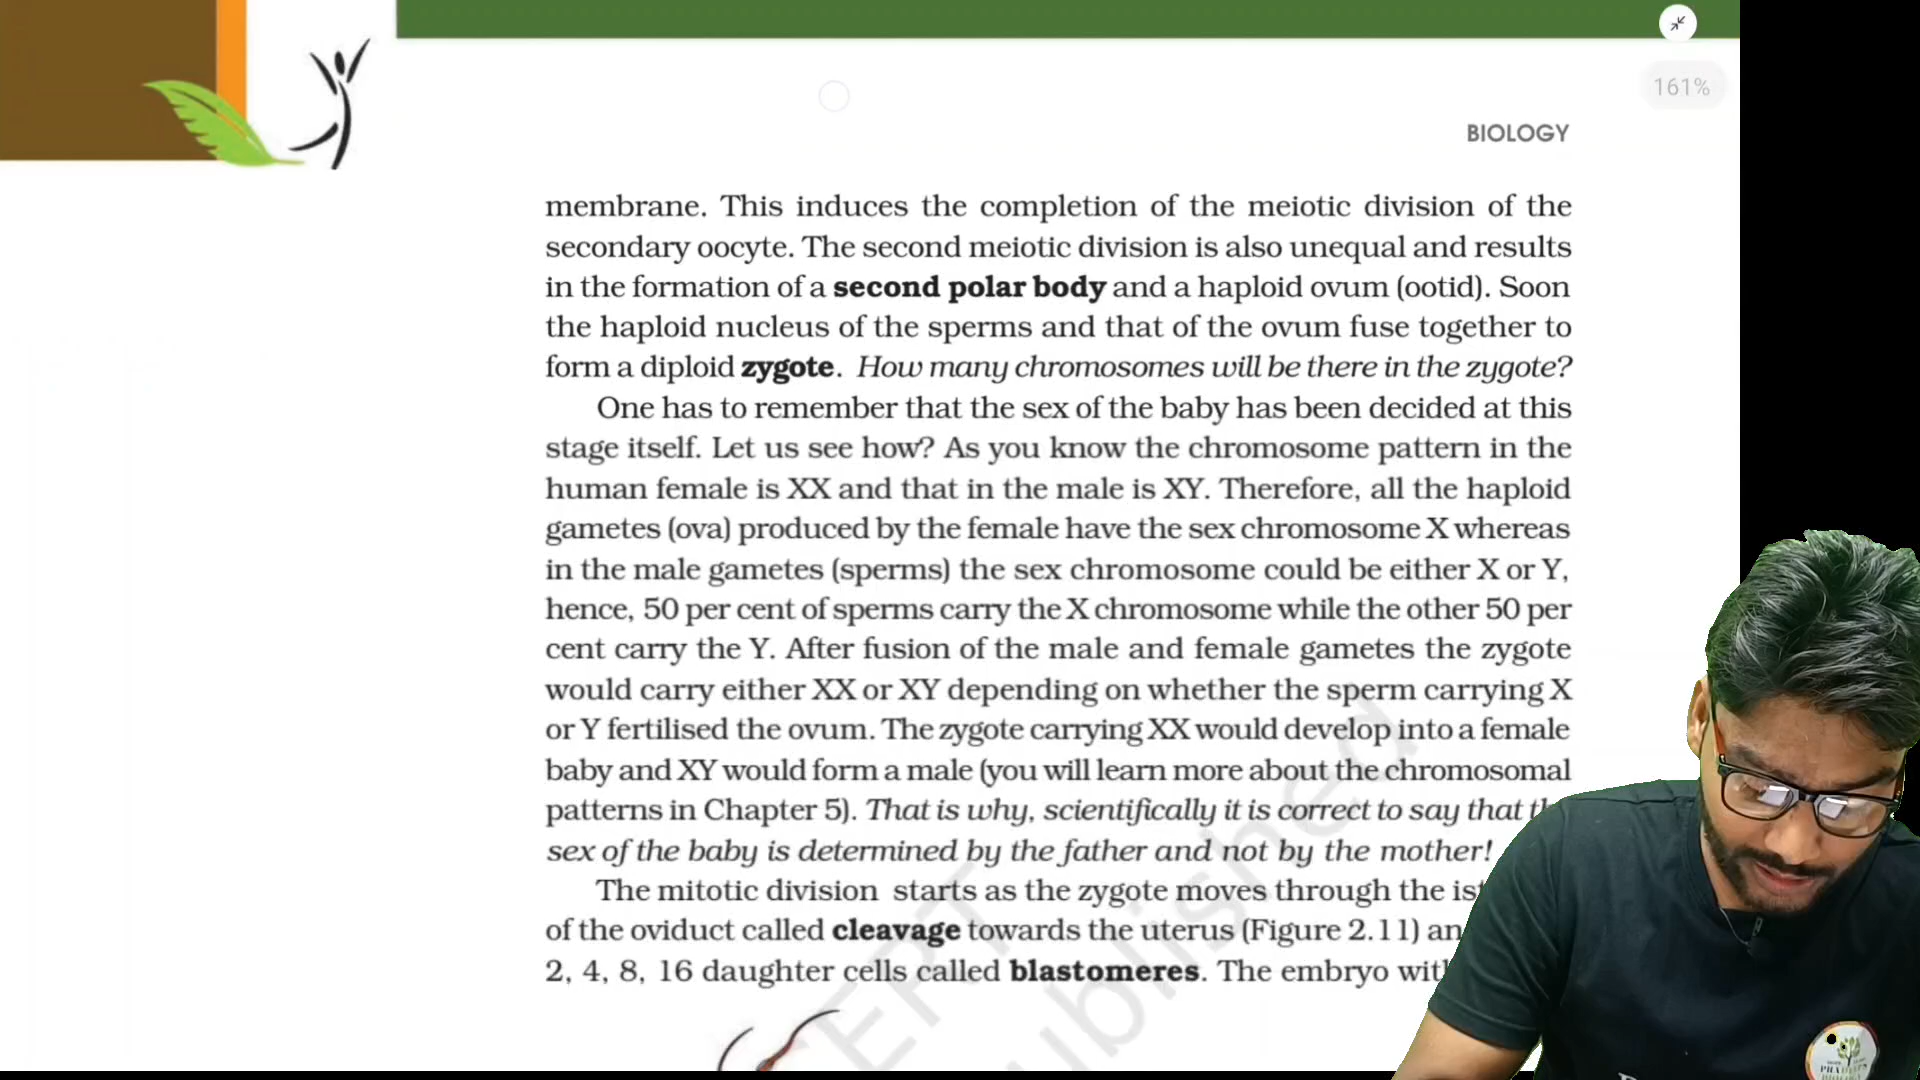 161%
BIOLOGY
membrane. This induces the completion of the meiotic division of the
secondary oocyte. The second meiotic division is also unequal and results
in the formation of a second polar body and a haploid ovum (ootid). Soon
the haploid nucleus of the sperms and that of the ovum fuse together to
form a diploid zygote. How many chromosomes will be there in the zygote?
One has to remember that the sex of the baby has been decided at this
stage itself. Let us see how? As you know the chromosome pattern in the
human female is XX and that in the male is XY. Therefore, all the haploid
gametes (ova) produced by the female have the sex chromosome X whereas
in the male gametes (sperms) the sex chromosome could be either X or Y,
hence, 50 per cent of sperms carry the X chromosome while the other 50 per
cent carry the Y. After fusion of the male and female gametes the zygote
would carry either XX or XY depending on whether the sperm carrying X
or Y fertilised the ovum. The zygote carrying XX would develop into a female
baby and XY would form a male (you will learn more about the chromosomal
patterns in Chapter 5). That is why, scientifically it is correct to say that
sex of the baby is determined by the father and not by the mother!
The mitotic division starts as the zygote moves through the
of the oviduct called cleavage towards the uterus (Figure 2.11)
2, 4, 8, 16 daughter cells called blastomeres. The embryo